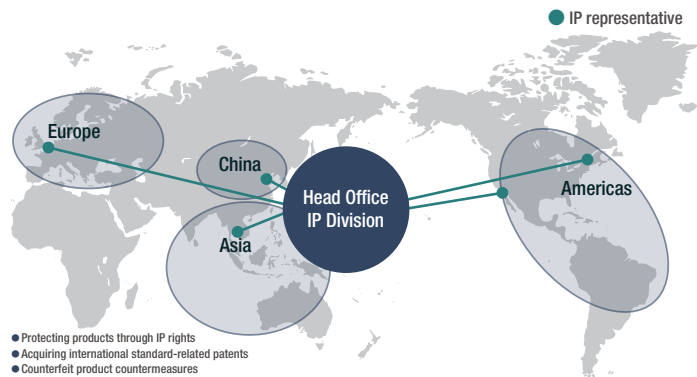 IP representative
Europe
China
Head Office
IP Division
Americas
Asia
Protecting products through IP rights
Acquiring international standard-related patents
Counterfeit product countermeasures